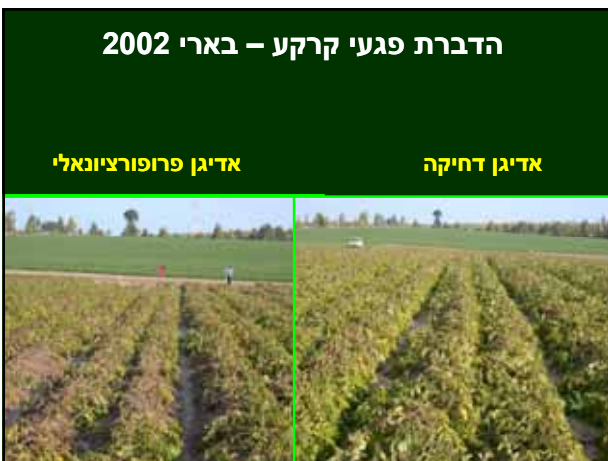 הדברת פגעי קרקע – בארי 2002
אדיגן דחיקה
אדיגן פרופורציונאלי